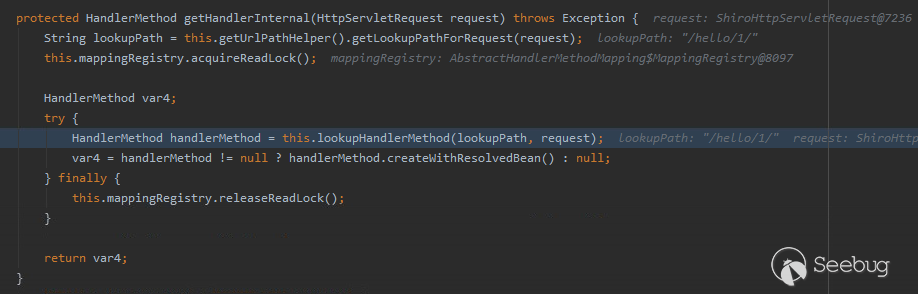 protected HandlerMethod getHandlerInternal(HttpServletRequest request) throws Exception {  request: ShiroHttpServletRequest@7236
String lookupPath = this.getUrlPathHelper().getLookupPathForRequest(request);  lookupPath: "/hello/1/"
this.mappingRegistry.acquireReadLock();  mappingRegistry: AbstractHandlerMethodMapping$MappingRegistry@8097
HandlerMethod var4;
try {
HandlerMethod handlerMethod = this.lookupHandlerMethod(lookupPath, request);  lookupPath: "/hello/1/"  request: ShiroHttp
var4 = handlerMethod != null ? handlerMethod.createWithResolvedBean() : null;
} finally {
this.mappingRegistry.releaseReadLock();
}
return var4;
}
Seebug